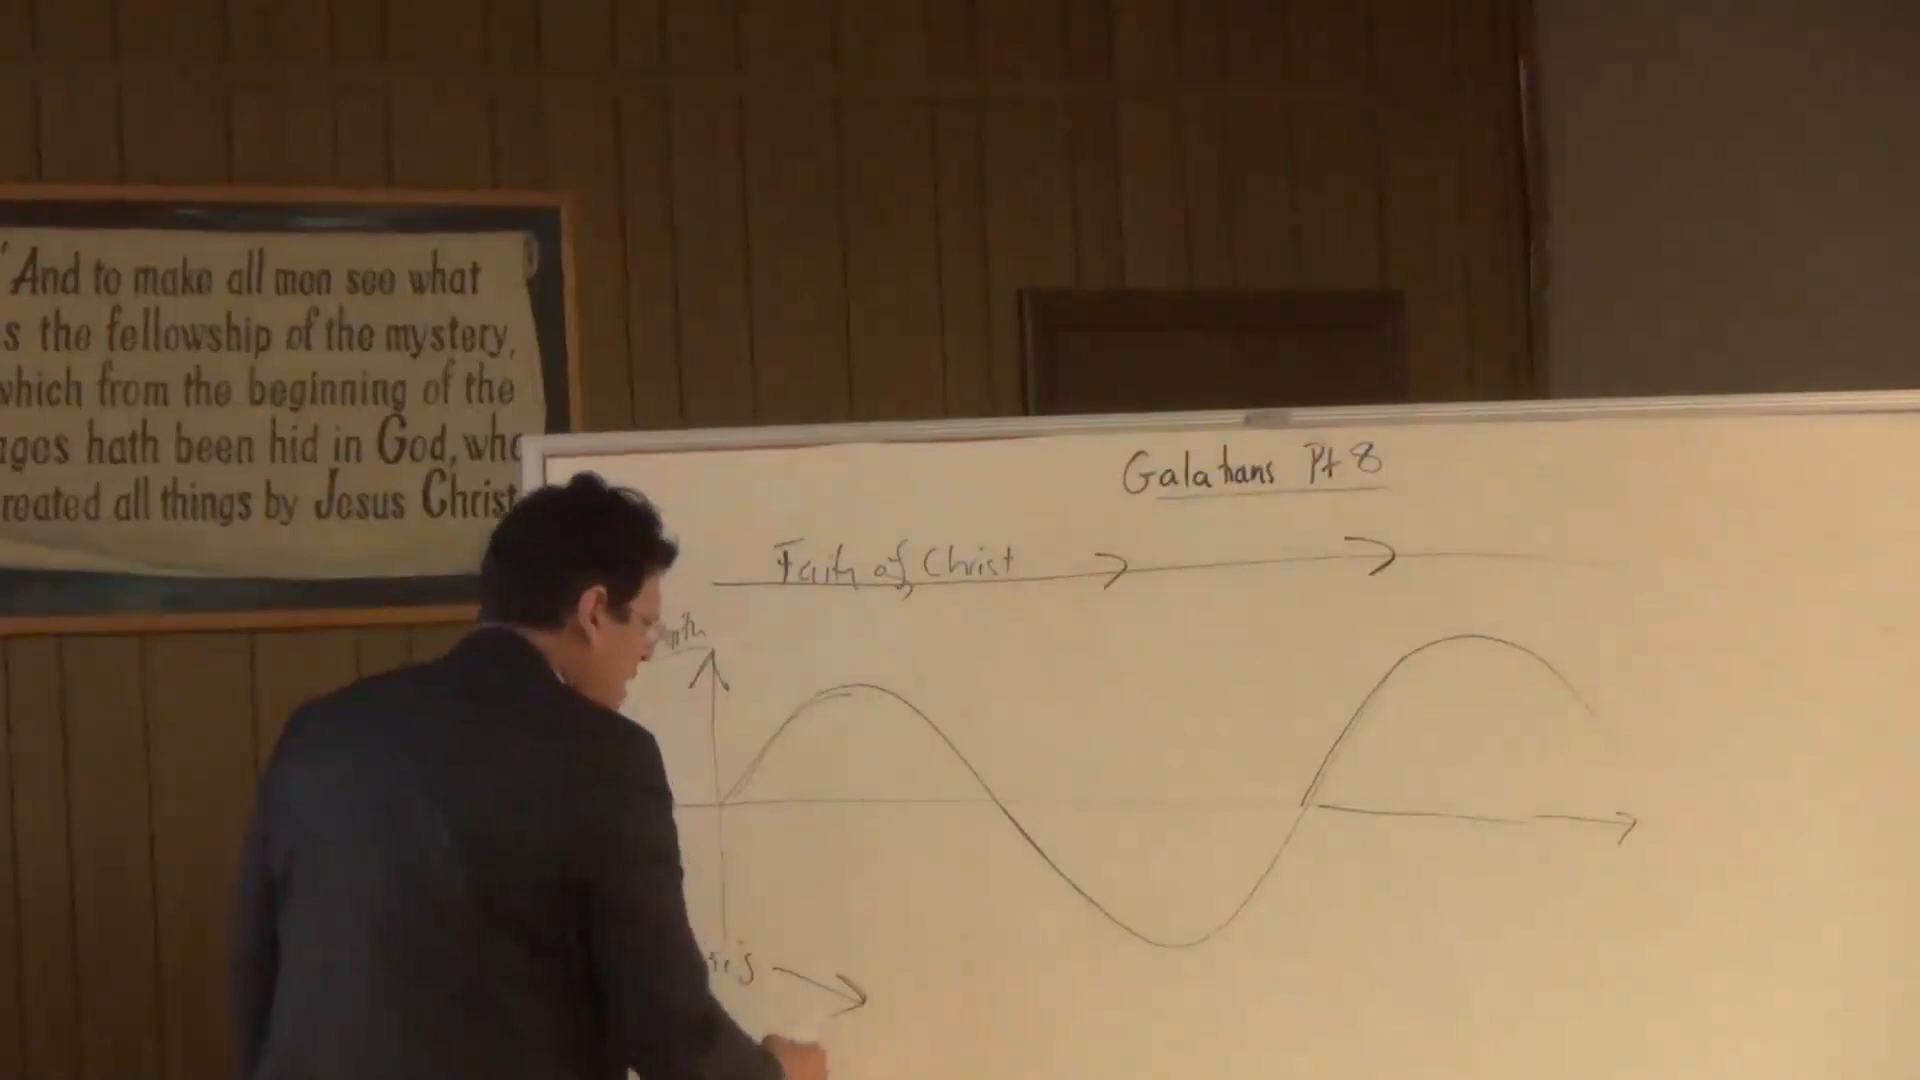 "And to make all men see what
s the fellowship of the mystery,
which from the beginning of the
ages hath been hid in God, who
reated all things by Jesus Christ
Galatians Pt 8
Faith of Christ